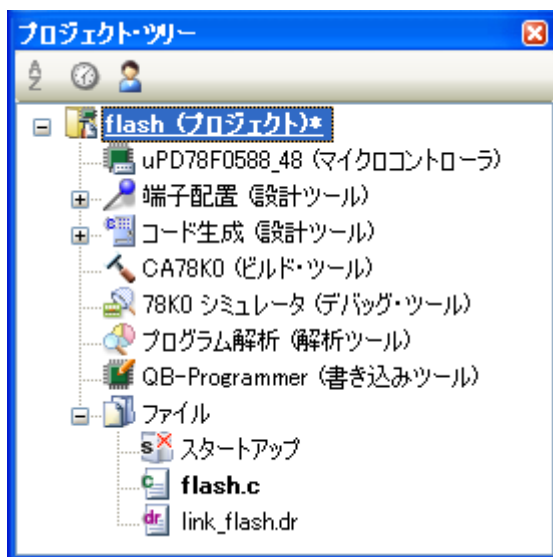 プロジェクト・ツリー
flash (プロジェクト)*
uPD78F0588_48 (マイクロコントローラ)
端子配置 (設計ツール)
コード生成 (設計ツール)
CA78K0 (ビルド・ツール)
78K0 シミュレータ (デバッグ・ツール)
プログラム解析 (解析ツール)
QB-Programmer (書き込みツール)
ファイル
スタートアップ
flash.c
link_flash.dr